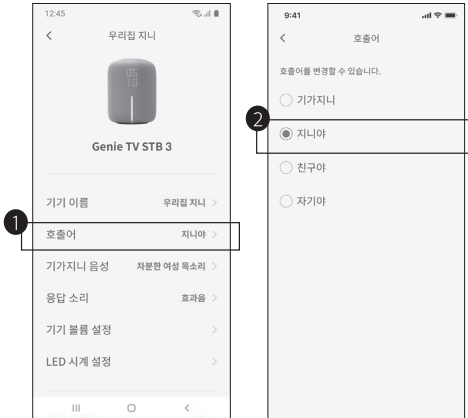 12:45
우리집 지니
06
10
Genie TV STB 3
기기 이름 우리집 지니 >
1
호출어 지니야 >
기가지니 음성 차분한 여성 목소리 >
응답 소리 효과음 >
기기 볼륨 설정 >
LED 시계 설정 >
9:41
호출어
호출어를 변경할 수 있습니다.
기가지니
2
지니야
친구야
자기야